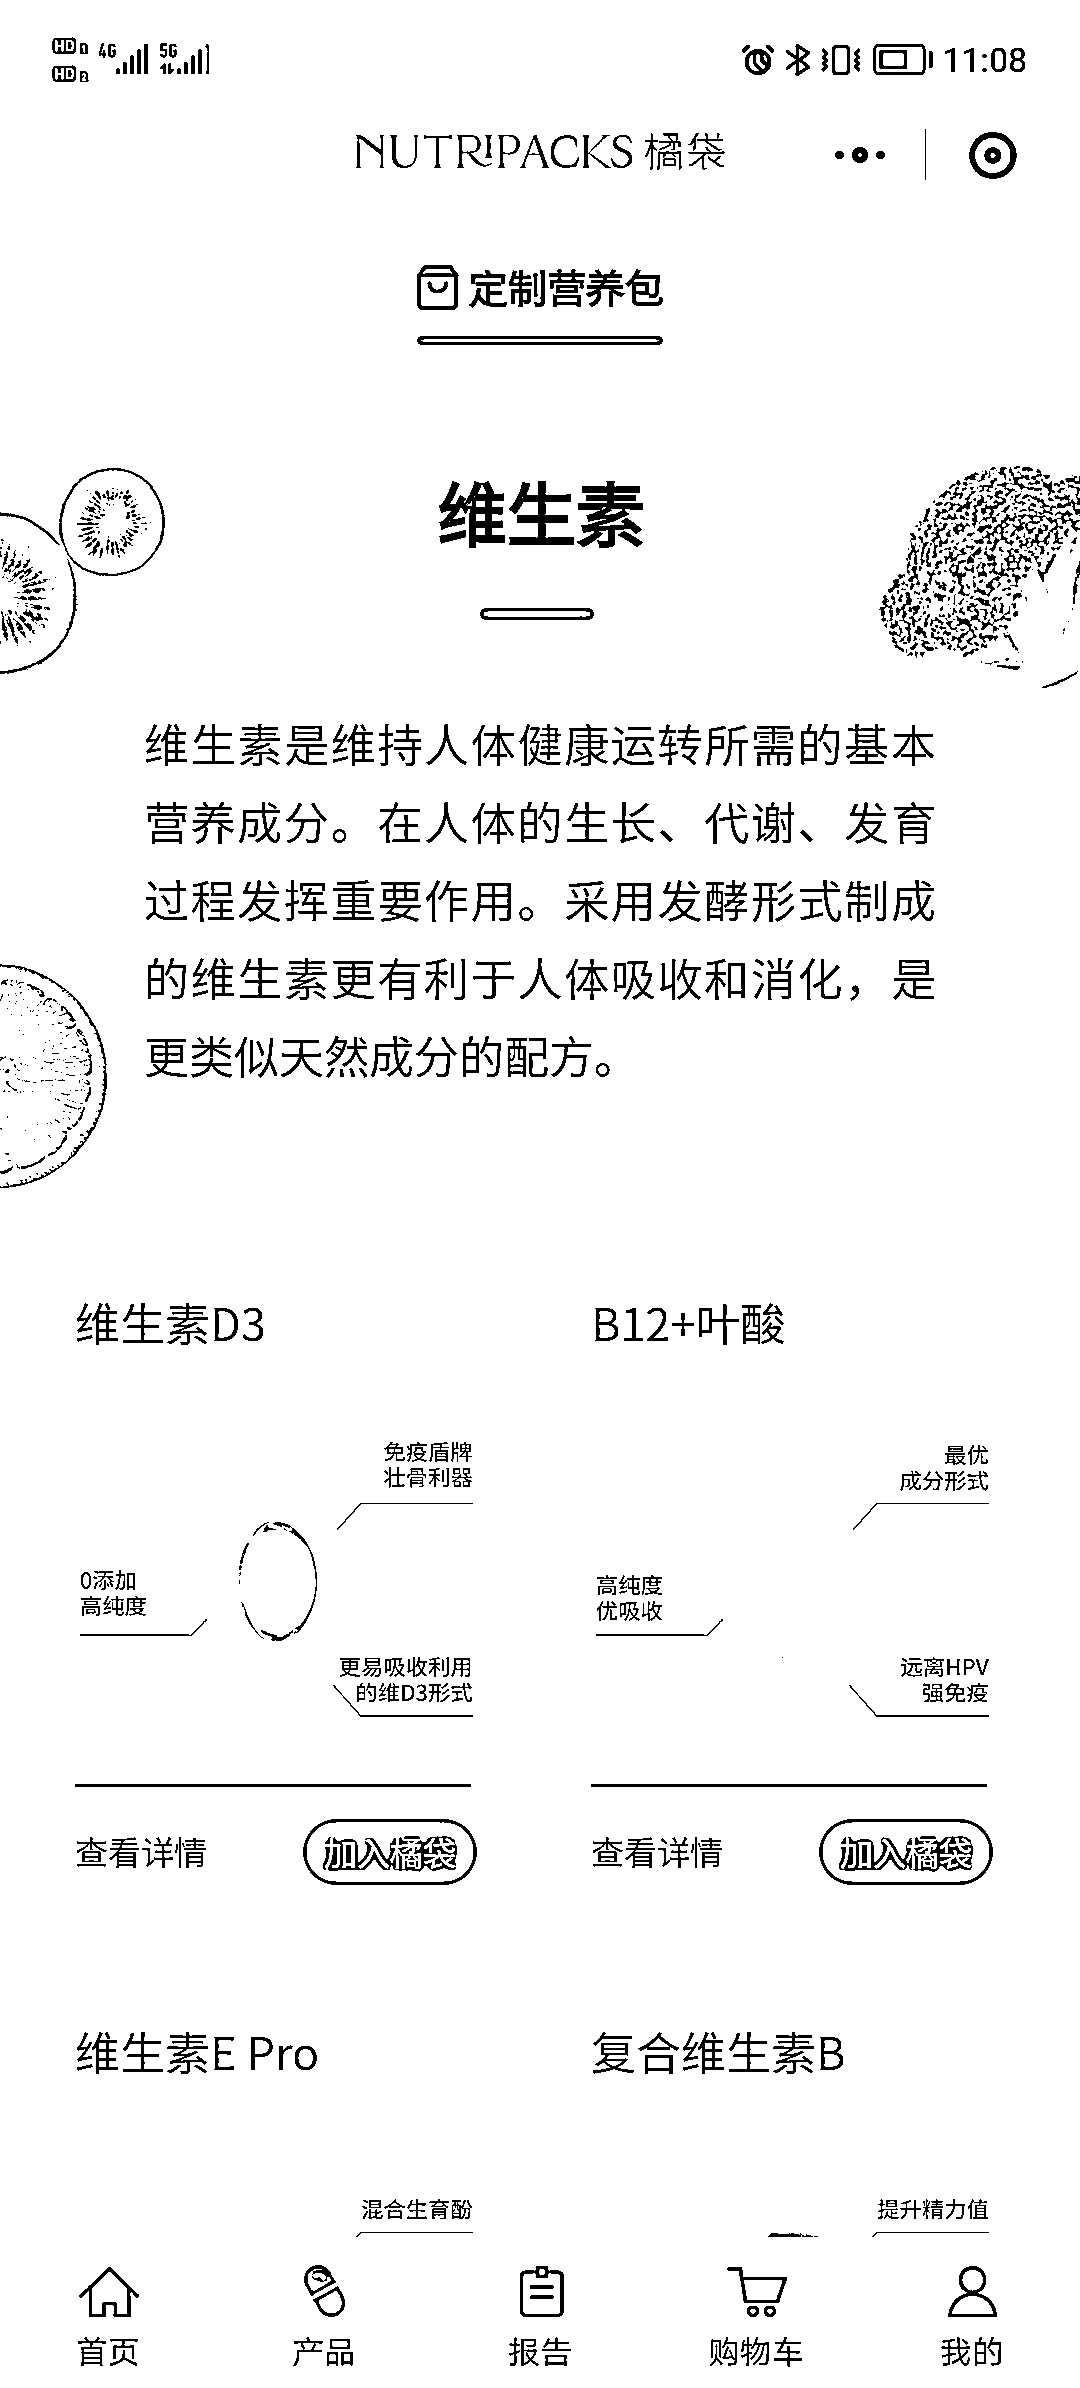 HD 1 4G 5G
HD 2
11:08
NUTRIPACKS 橘袋
定制营养包
维生素
维生素是维持人体健康运转所需的基本
营养成分。在人体的生长、代谢、发育
过程发挥重要作用。采用发酵形式制成
的维生素更有利于人体吸收和消化，是
更类似天然成分的配方。
维生素D3
免疫盾牌
壮骨利器
0添加
高纯度
更易吸收利用
的维D3形式
查看详情
加入橘袋
B12+叶酸
最优
成分形式
高纯度
优吸收
远离HPV
强免疫
查看详情
加入橘袋
维生素E Pro
混合生育酚
复合维生素B
提升精力值
首页
产品
报告
购物车
我的